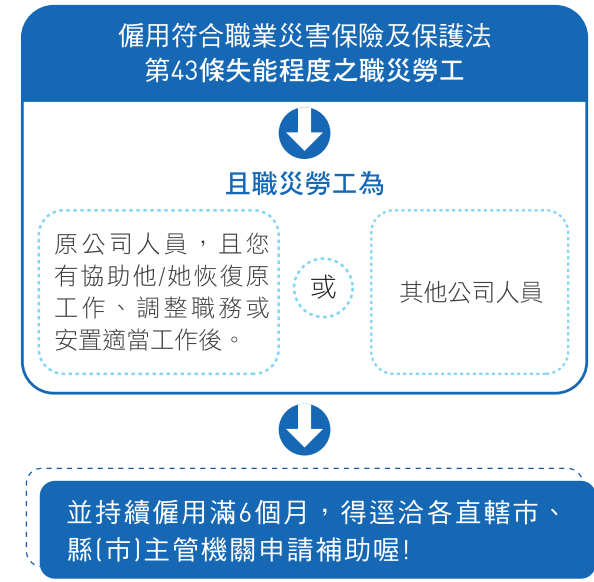 僱用符合職業災害保險及保護法
第43條失能程度之職災勞工
且職災勞工為
原公司人員，且您
有協助他/她恢復原
工作、調整職務或
安置適當工作後。
或
其他公司人員
並持續僱用滿6個月，得逕洽各直轄市、
縣(市)主管機關申請補助喔!